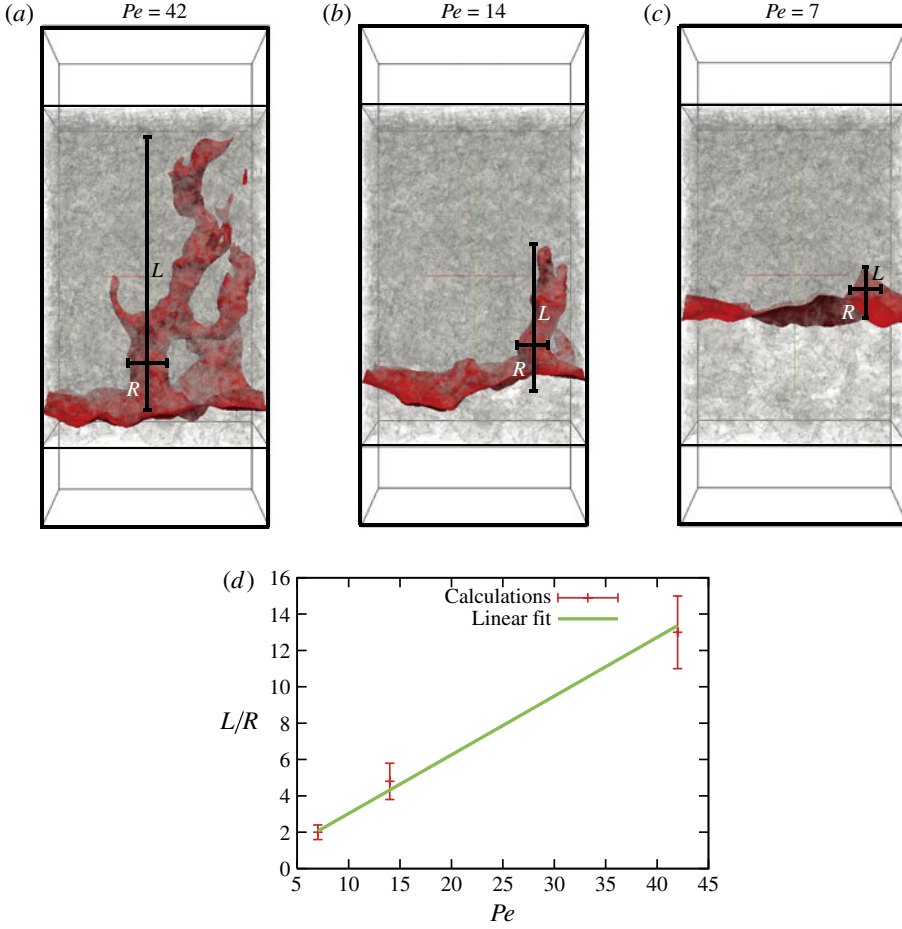 (a) Pe = 42
(b) Pe = 14
(c) Pe = 7
L
R
L
R
L
R
(d)
16
14
12
10
8
6
4
2
0
L/R
Calculations
Linear fit
5 10 15 20 25 30 35 40 45
Pe